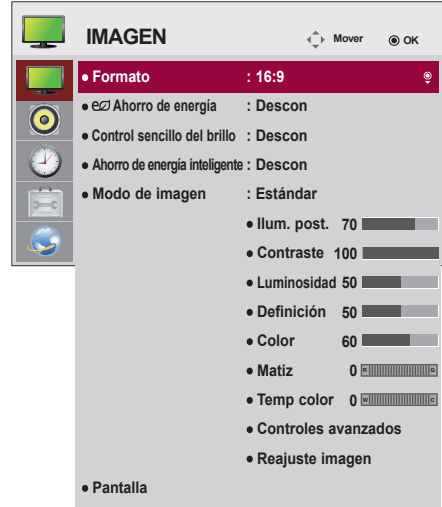 IMAGEN Mover OK
● Formato : 16:9
● Ahorro de energía : Descon
● Control sencillo del brillo : Descon
● Ahorro de energía inteligente : Descon
● Modo de imagen : Estándar
● Ilum. post. 70
● Contraste 100
● Luminosidad 50
● Definición 50
● Color 60
● Matiz 0 R G
● Temp color 0 W C
● Controles avanzados
● Reajuste imagen
● Pantalla